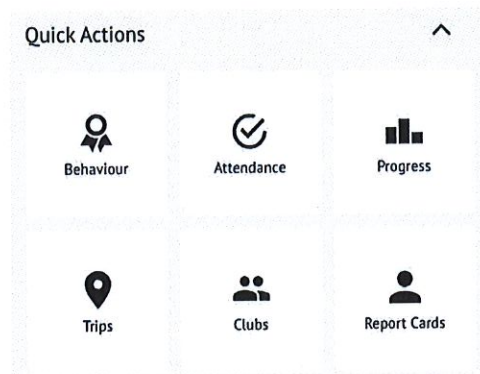 Quick Actions
Behaviour
Attendance
Progress
Trips
Clubs
Report Cards